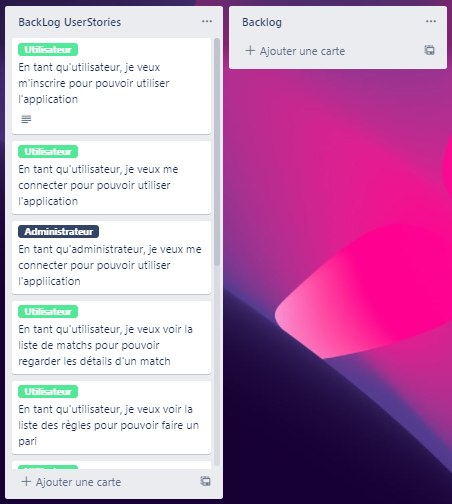 BackLog UserStories
Utilisateur
En tant qu'utilisateur, je veux
m'inscrire pour pouvoir utiliser
l'application
Utilisateur
En tant qu'utilisateur, je veux me
connecter pour pouvoir utiliser
l'application
Administrateur
En tant qu'administrateur, je veux me
connecter pour pouvoir utiliser
l'appliication
Utilisateur
En tant qu'utilisateur, je veux voir la
liste de matchs pour pouvoir
regarder les détails d'un match
Utilisateur
En tant qu'utilisateur, je veux voir la
liste des règles pour pouvoir faire un
pari
+ Ajouter une carte
Backlog
+ Ajouter une carte